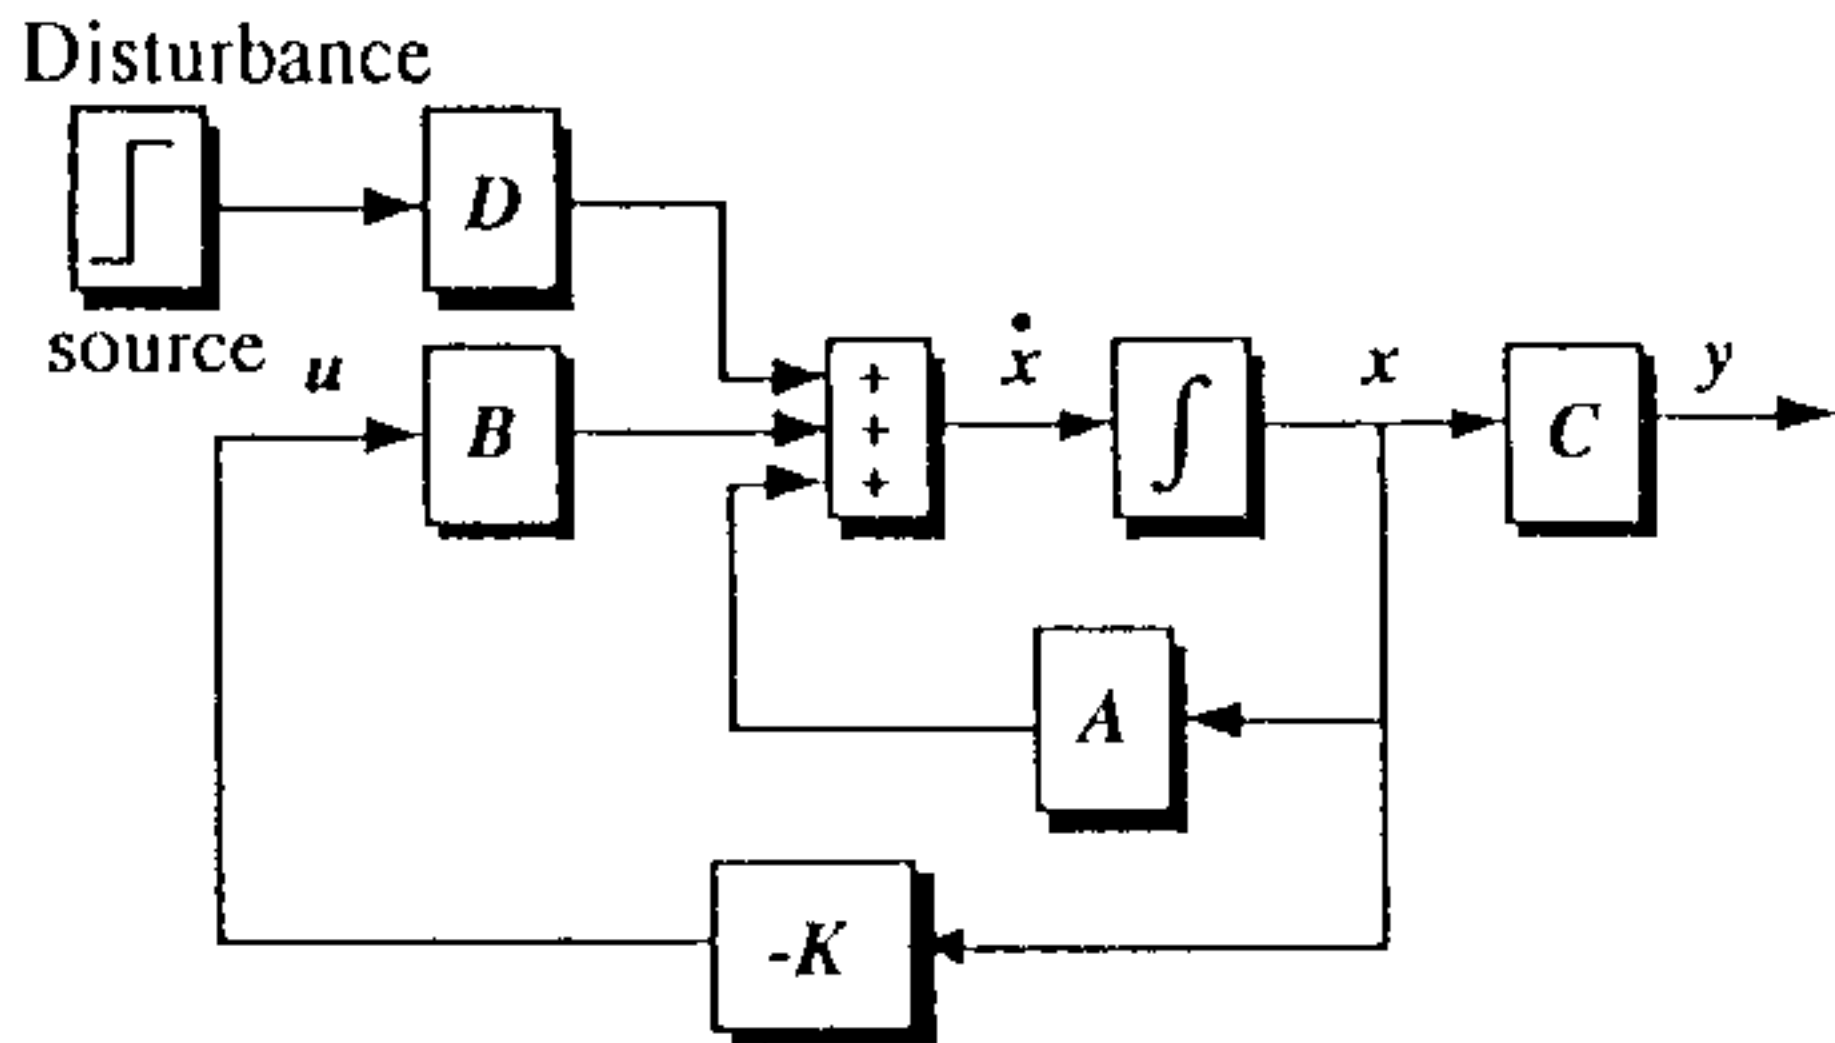 Disturbance
D
source
u
B
+
+
+
ẋ
∫
x
C
y
A
-K